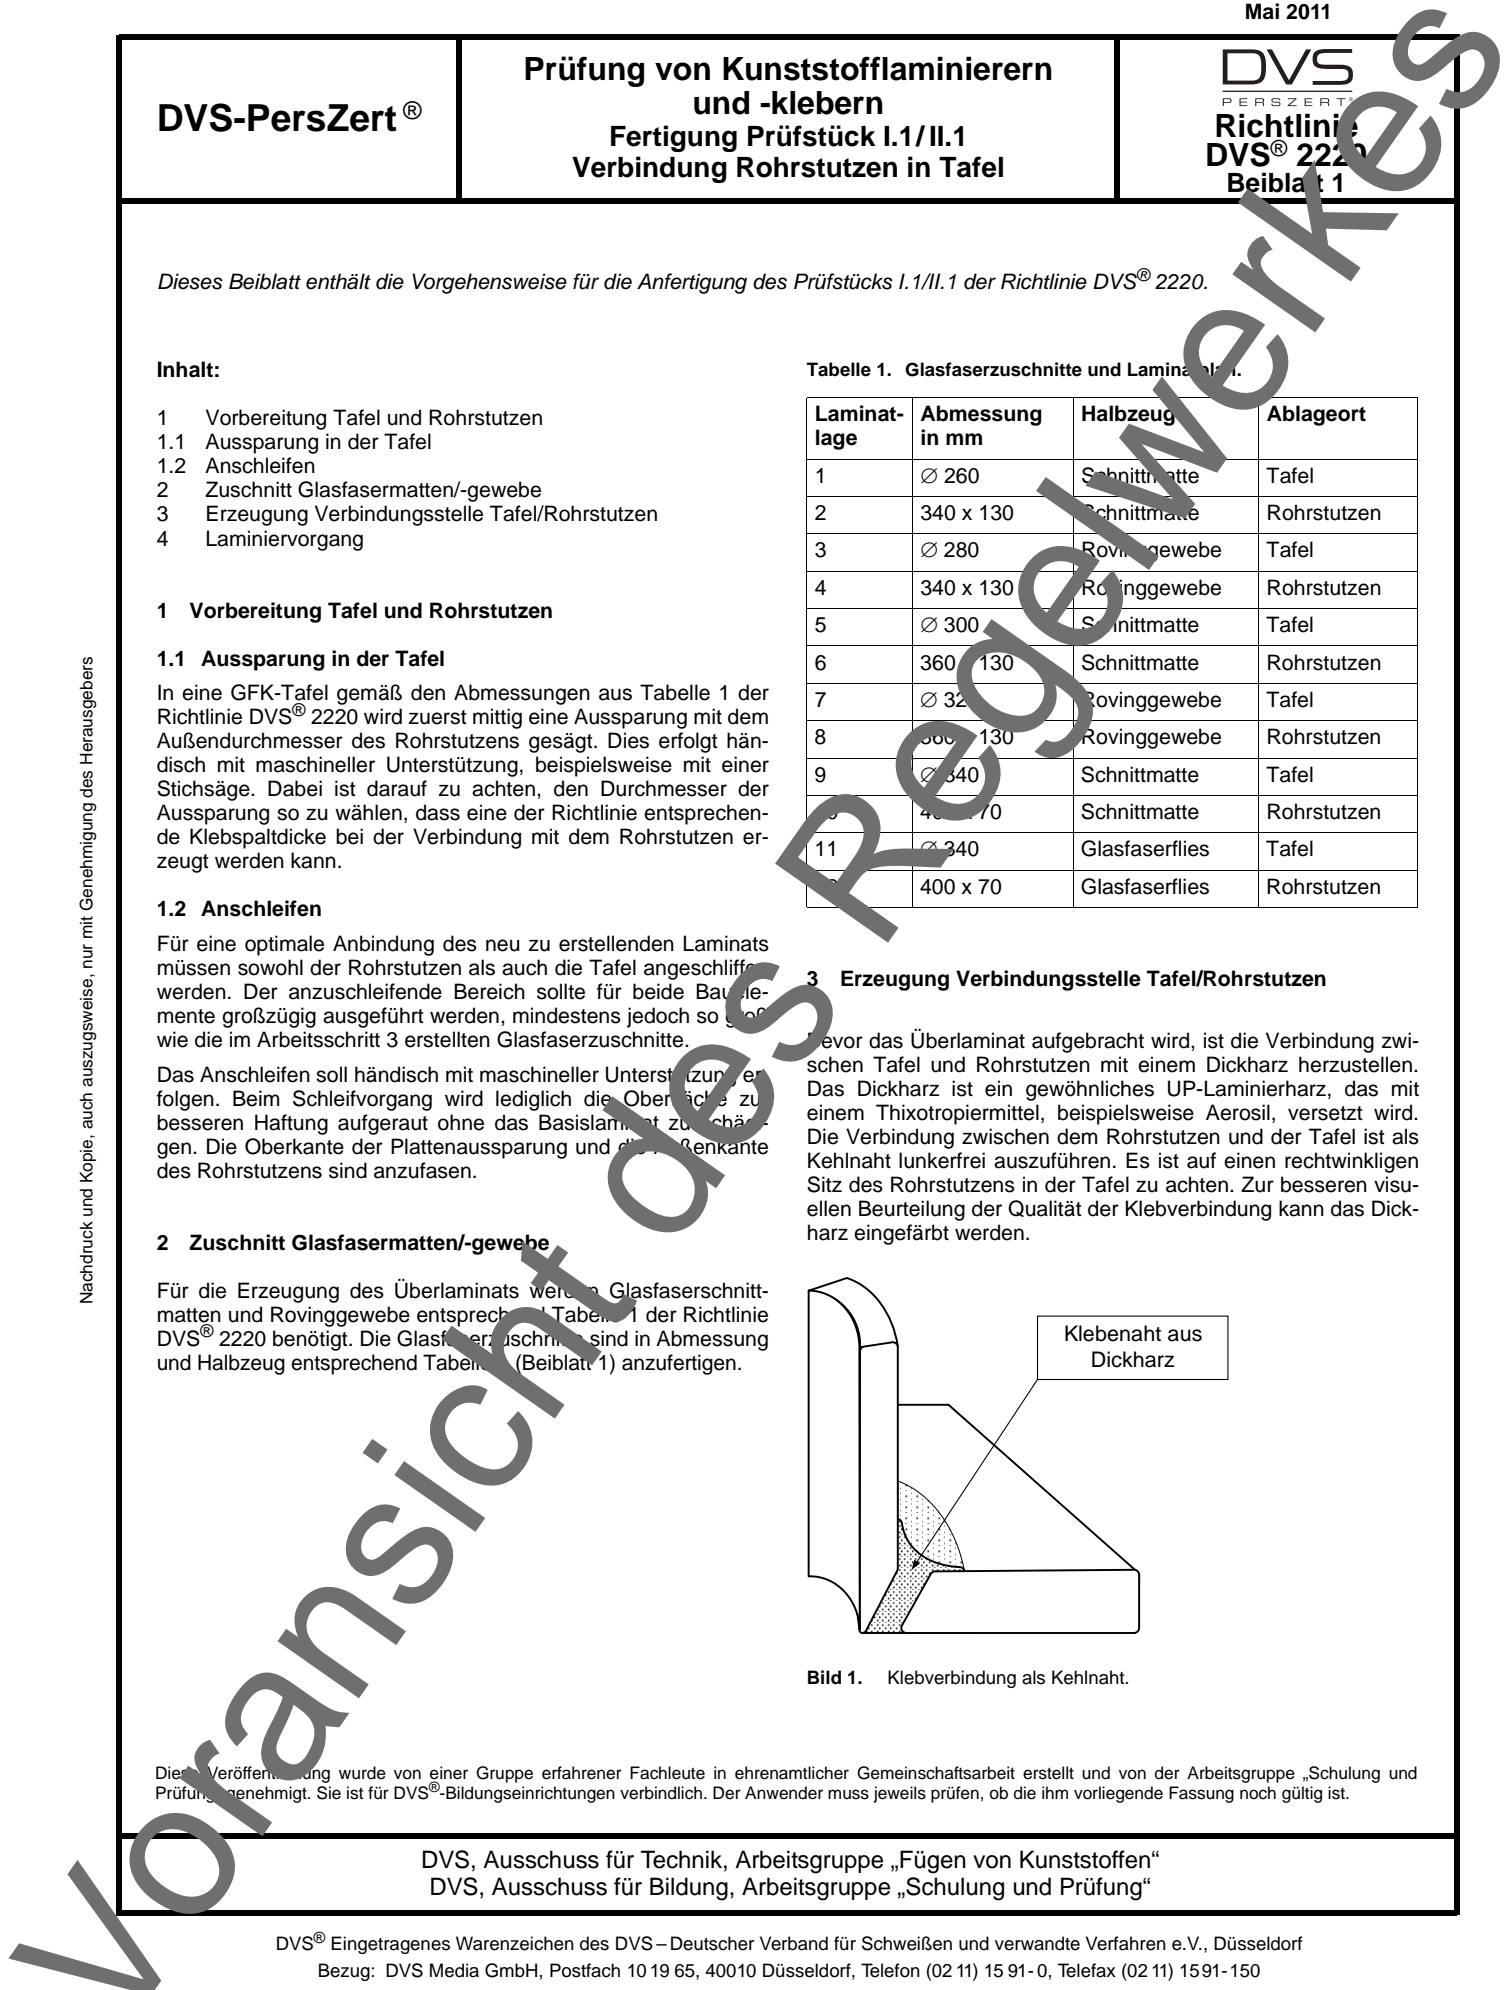 Mai 2011
DVS-PersZert®
Prüfung von Kunststofflaminierern
und -klebern
Fertigung Prüfstück I.1/II.1
Verbindung Rohrstutzen in Tafel
DVS
PERSZERT®
Richtlinie
DVS® 2220
Beiblatt 1
Dieses Beiblatt enthält die Vorgehensweise für die Anfertigung des Prüfstücks I.1/II.1 der Richtlinie DVS® 2220.
Inhalt:
1 Vorbereitung Tafel und Rohrstutzen
1.1 Aussparung in der Tafel
1.2 Anschleifen
2 Zuschnitt Glasfasermatten/-gewebe
3 Erzeugung Verbindungsstelle Tafel/Rohrstutzen
4 Laminiervorgang
1 Vorbereitung Tafel und Rohrstutzen
1.1 Aussparung in der Tafel
In eine GFK-Tafel gemäß den Abmessungen aus Tabelle 1 der
Richtlinie DVS® 2220 wird zuerst mittig eine Aussparung mit dem
Außendurchmesser des Rohrstutzens gesägt. Dies erfolgt hän-
disch mit maschineller Unterstützung, beispielsweise mit einer
Stichsäge. Dabei ist darauf zu achten, den Durchmesser der
Aussparung so zu wählen, dass eine der Richtlinie entsprechen-
de Klebspaltdicke bei der Verbindung mit dem Rohrstutzen er-
zeugt werden kann.
1.2 Anschleifen
Für eine optimale Anbindung des neu zu erstellenden Laminats
müssen sowohl der Rohrstutzen als auch die Tafel angeschliffen
werden. Der anzuschleifende Bereich sollte für beide Bauele-
mente großzügig ausgeführt werden, mindestens jedoch so groß
wie die im Arbeitsschritt 3 erstellten Glasfaserzuschnitte.
Das Anschleifen soll händisch mit maschineller Unterstützung er-
folgen. Beim Schleifvorgang wird lediglich die Oberfläche zur
besseren Haftung aufgeraut ohne das Basislaminat zu schädi-
gen. Die Oberkante der Plattenaussparung und die Außenkante
des Rohrstutzens sind anzufasen.
2 Zuschnitt Glasfasermatten/-gewebe
Für die Erzeugung des Überlaminats werden Glasfaserschnitt-
matten und Rovinggewebe entsprechend Tabelle 1 der Richtlinie
DVS® 2220 benötigt. Die Glasfaserzuschnitte sind in Abmessung
und Halbzeug entsprechend Tabelle (Beiblatt 1) anzufertigen.
Tabelle 1. Glasfaserzuschnitte und Laminatplan.
Laminat- Abmessung Halbzeug Ablageort
lage in mm
1 ∅ 260 Schnittmatte Tafel
2 340 x 130 Schnittmatte Rohrstutzen
3 ∅ 280 Rovinggewebe Tafel
4 340 x 130 Rovinggewebe Rohrstutzen
5 ∅ 300 Schnittmatte Tafel
6 360 130 Schnittmatte Rohrstutzen
7 ∅ Rovinggewebe Tafel
8 360 130 Rovinggewebe Rohrstutzen
9 ∅ 340 Schnittmatte Tafel
70 Schnittmatte Rohrstutzen
11 ∅ 340 Glasfaserflies Tafel
400 x 70 Glasfaserflies Rohrstutzen
3 Erzeugung Verbindungsstelle Tafel/Rohrstutzen
Bevor das Überlaminat aufgebracht wird, ist die Verbindung zwi-
schen Tafel und Rohrstutzen mit einem Dickharz herzustellen.
Das Dickharz ist ein gewöhnliches UP-Laminierharz, das mit
einem Thixotropiermittel, beispielsweise Aerosil, versetzt wird.
Die Verbindung zwischen dem Rohrstutzen und der Tafel ist als
Kehlnaht lunkerfrei auszuführen. Es ist auf einen rechtwinkligen
Sitz des Rohrstutzens in der Tafel zu achten. Zur besseren visu-
ellen Beurteilung der Qualität der Klebverbindung kann das Dick-
harz eingefärbt werden.
Klebenaht aus
Dickharz
Bild 1. Klebverbindung als Kehlnaht.
Diese Veröffentlichung wurde von einer Gruppe erfahrener Fachleute in ehrenamtlicher Gemeinschaftsarbeit erstellt und von der Arbeitsgruppe „Schulung und
Prüfung genehmigt. Sie ist für DVS®-Bildungseinrichtungen verbindlich. Der Anwender muss jeweils prüfen, ob die ihm vorliegende Fassung noch gültig ist.
DVS, Ausschuss für Technik, Arbeitsgruppe „Fügen von Kunststoffen“
DVS, Ausschuss für Bildung, Arbeitsgruppe „Schulung und Prüfung“
DVS® Eingetragenes Warenzeichen des DVS – Deutscher Verband für Schweißen und verwandte Verfahren e.V., Düsseldorf
Bezug: DVS Media GmbH, Postfach 10 19 65, 40010 Düsseldorf, Telefon (02 11) 15 91- 0, Telefax (02 11) 15 91-150
Nachdruck und Kopie, auch auszugsweise, nur mit Genehmigung des Herausgebers
Voransicht des Regelwerkes